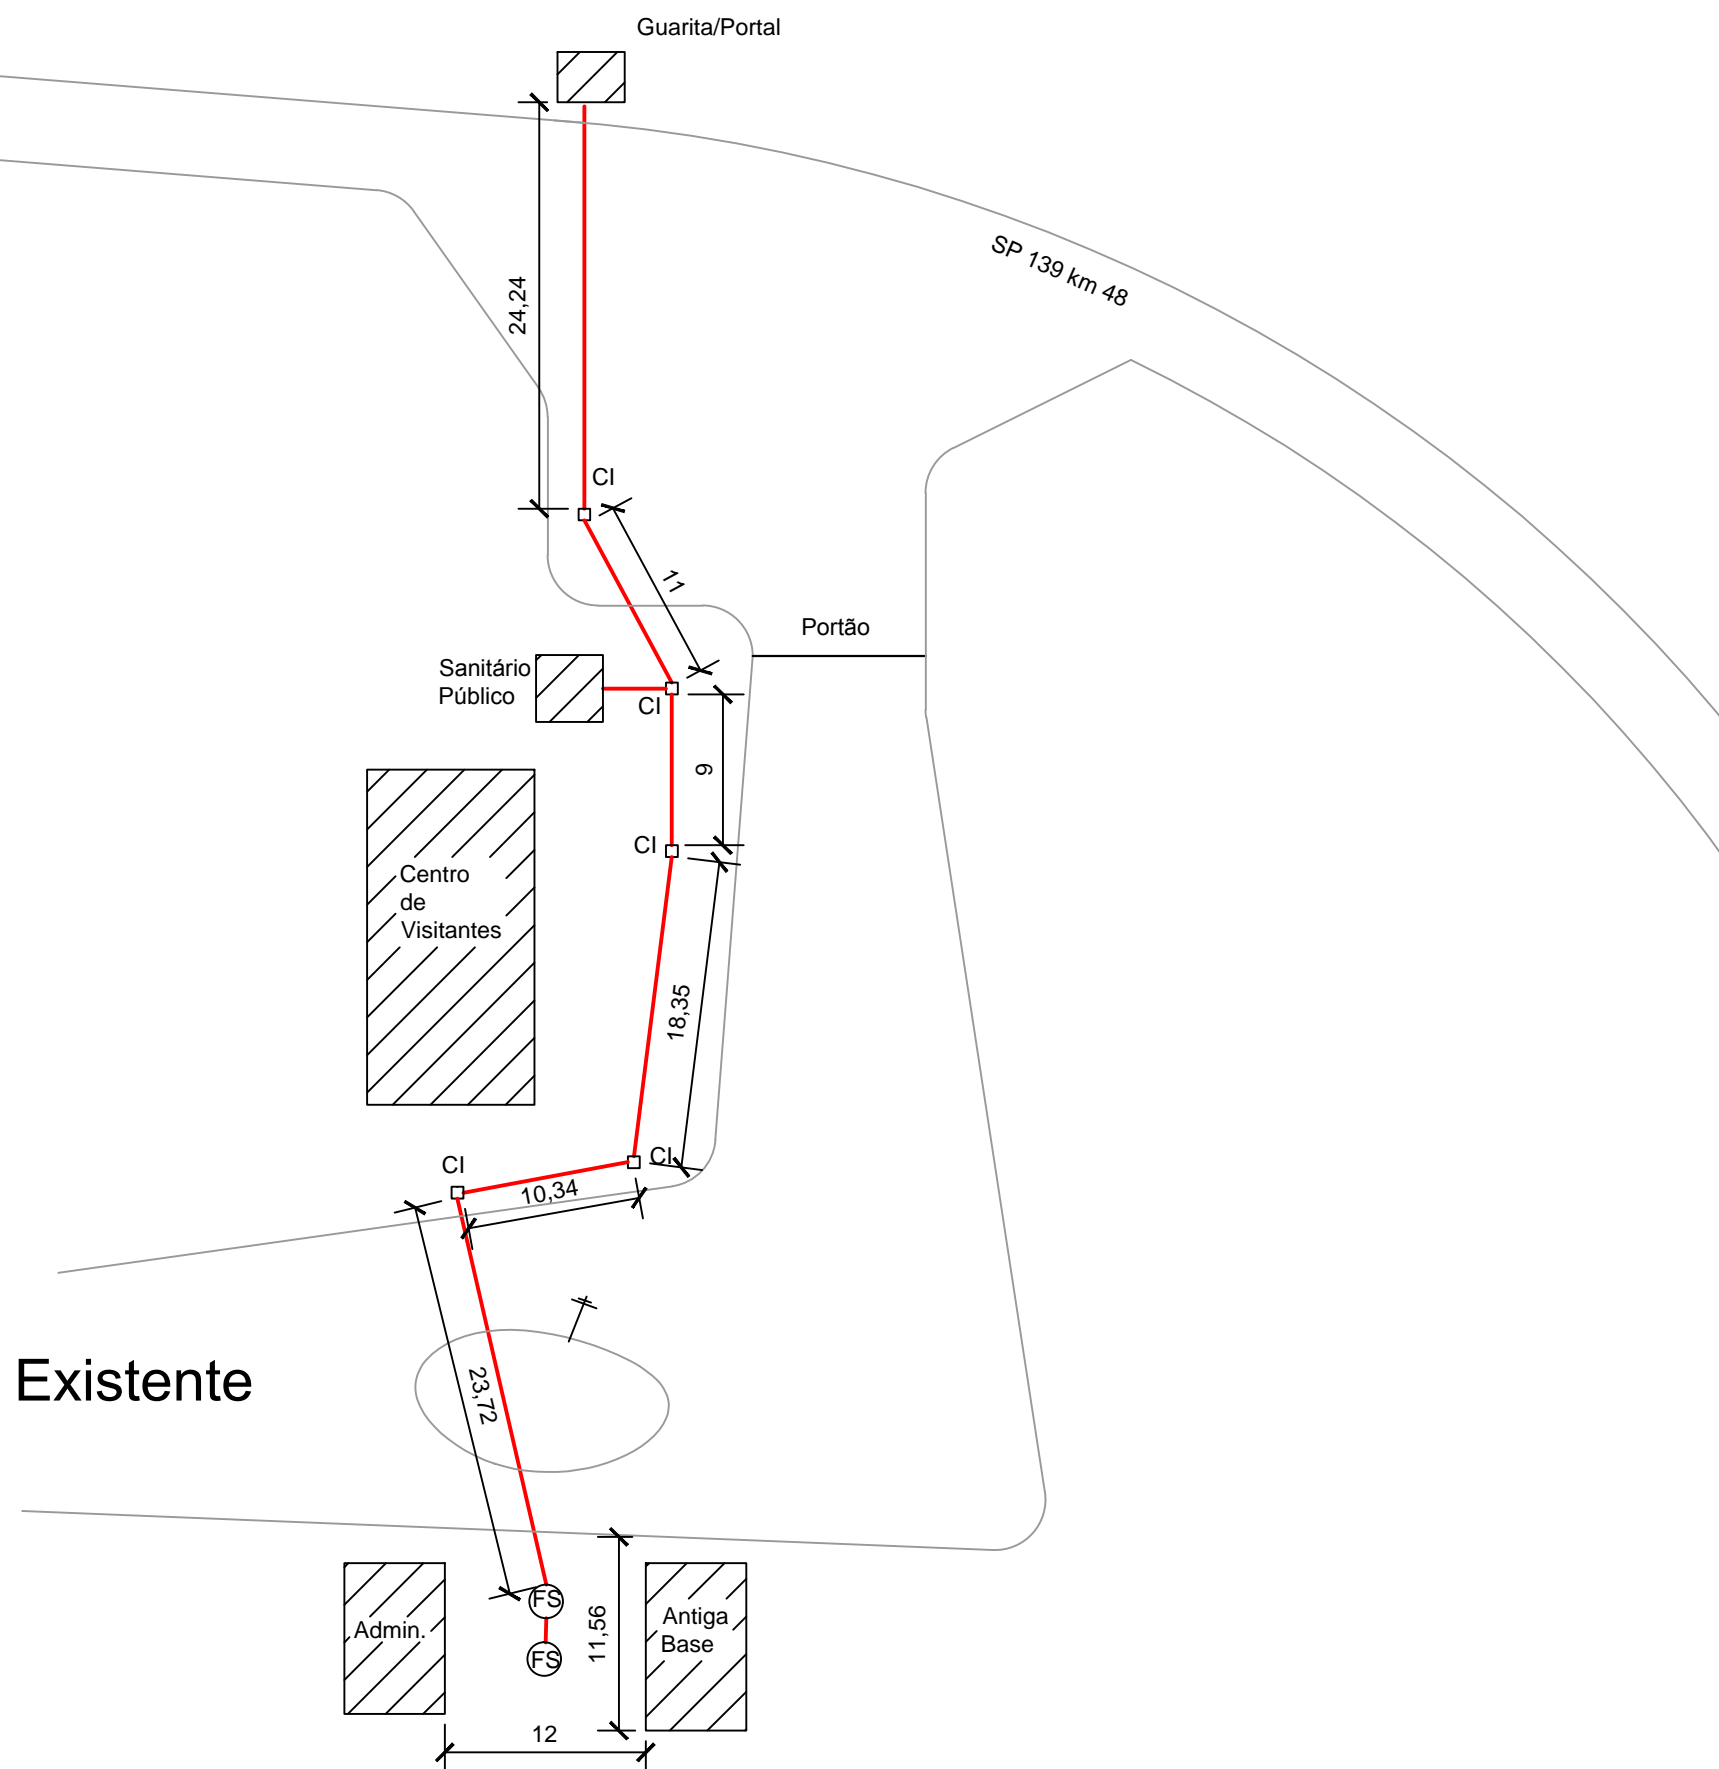 Guarita/Portal
SP 139 km 48
24,24
CI
11
Portão
Sanitário
Público
CI
9
CI
Centro
de
Visitantes
18,35
CI
CI
10,34
23,72
Existente
FS
Admin.
11,56
Antiga
Base
FS
12